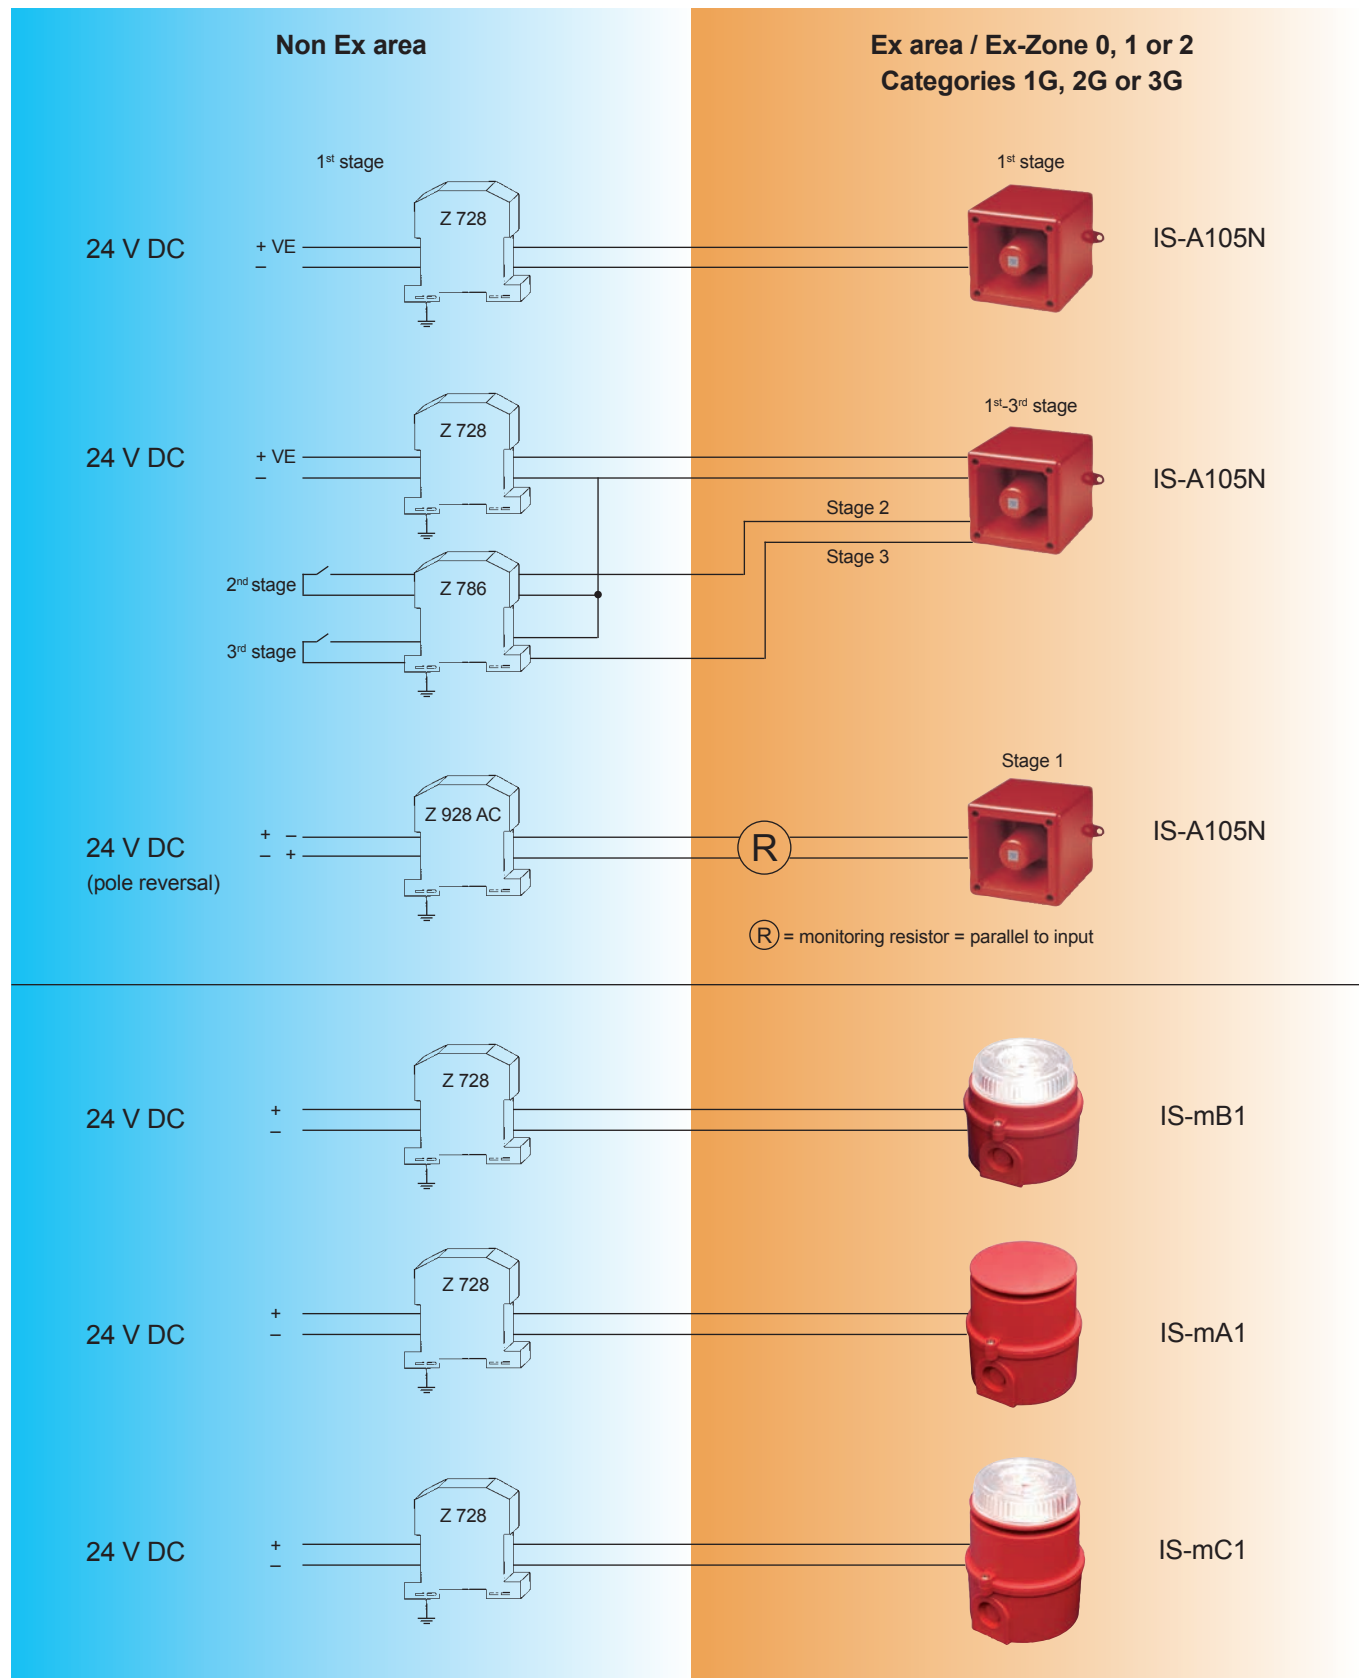 Non Ex area
Ex area / Ex-Zone 0, 1 or 2
Categories 1G, 2G or 3G
1st stage
1st stage
Z 728
24 V DC
+ VE
–
IS-A105N
1st-3rd stage
Z 728
24 V DC
+ VE
–
IS-A105N
Stage 2
Stage 3
2nd stage
Z 786
3rd stage
Stage 1
Z 928 AC
+ –
– +
24 V DC
(pole reversal)
R
IS-A105N
R = monitoring resistor = parallel to input
Z 728
24 V DC
+
–
IS-mB1
Z 728
24 V DC
+
–
IS-mA1
Z 728
24 V DC
+
–
IS-mC1